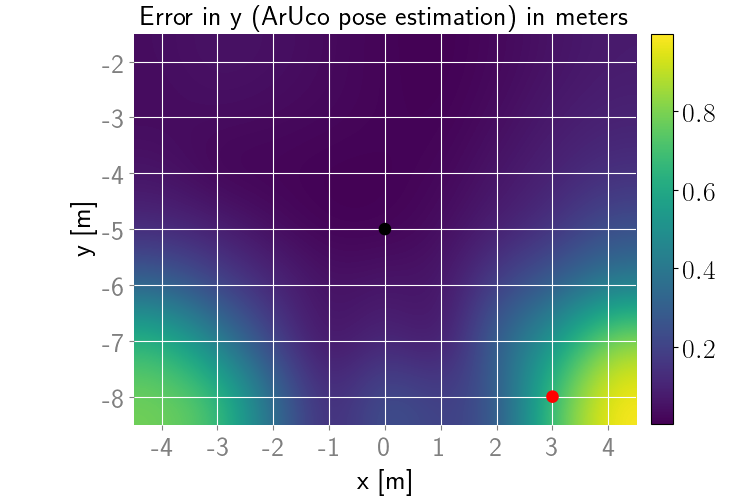 Error in y (ArUco pose estimation) in meters
-2
-3
-4
-5
-6
-7
-8
y [m]
-4 -3 -2 -1 0 1 2 3 4
x [m]
0.8
0.6
0.4
0.2